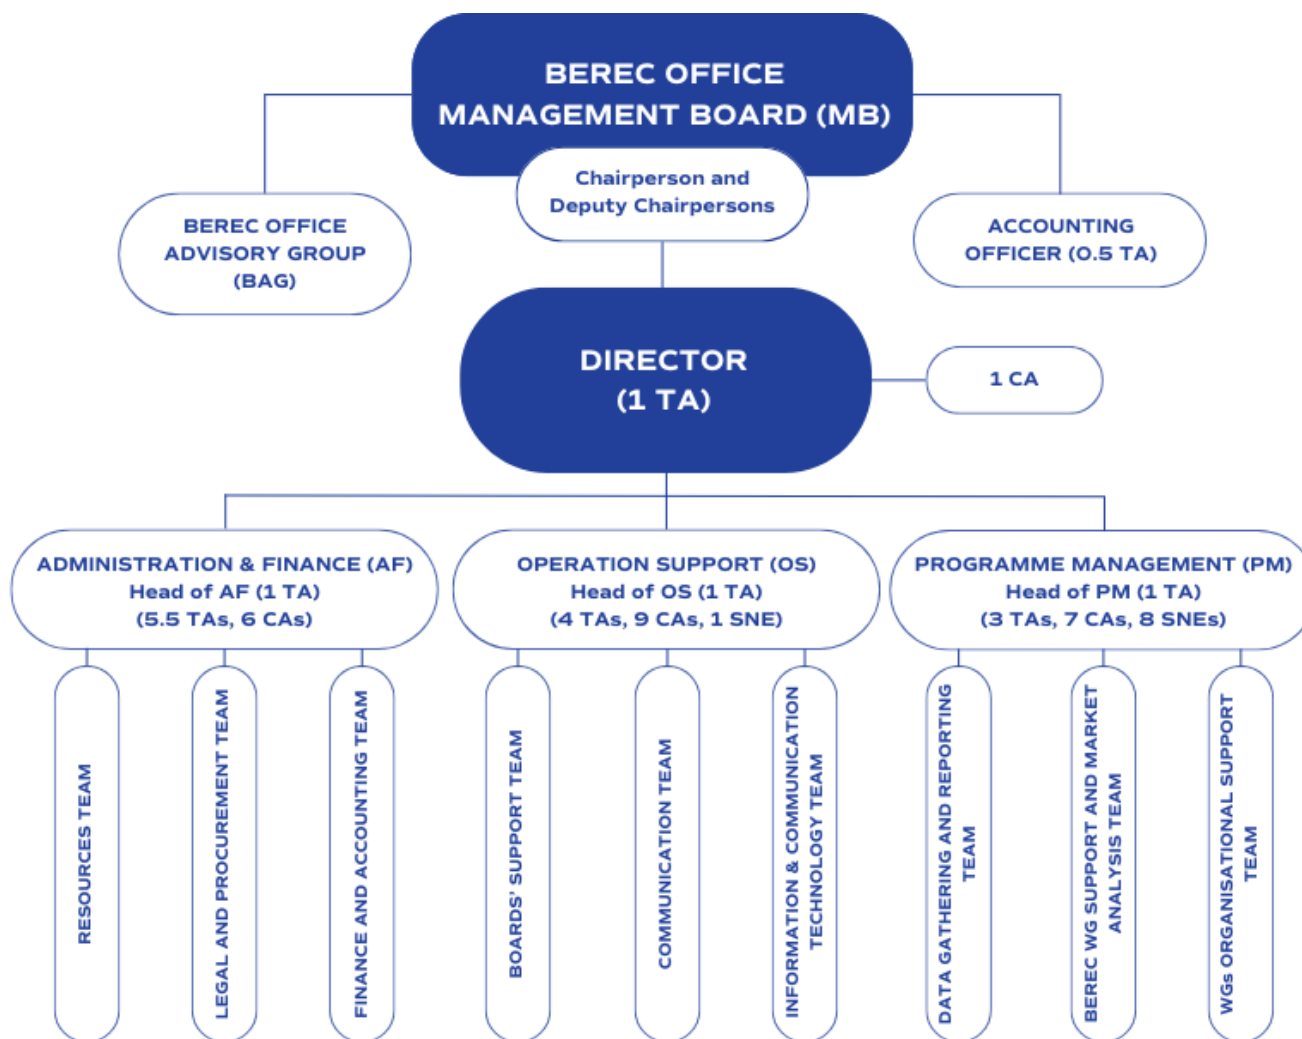 BEREC OFFICE
MANAGEMENT BOARD (MB)
Chairperson and
Deputy Chairpersons
BEREC OFFICE
ADVISORY GROUP
(BAG)
ACCOUNTING
OFFICER (0.5 TA)
DIRECTOR
(1 TA)
1 CA
ADMINISTRATION & FINANCE (AF)
Head of AF (1 TA)
(5.5 TAs, 6 CAs)
OPERATION SUPPORT (OS)
Head of OS (1 TA)
(4 TAs, 9 CAs, 1 SNE)
PROGRAMME MANAGEMENT (PM)
Head of PM (1 TA)
(3 TAs, 7 CAs, 8 SNEs)
RESOURCES TEAM
LEGAL AND PROCUREMENT TEAM
FINANCE AND ACCOUNTING TEAM
BOARDS' SUPPORT TEAM
COMMUNICATION TEAM
INFORMATION & COMMUNICATION
TECHNOLOGY TEAM
DATA GATHERING AND REPORTING
TEAM
BEREC WG SUPPORT AND MARKET
ANALYSIS TEAM
WGs ORGANISATIONAL SUPPORT
TEAM